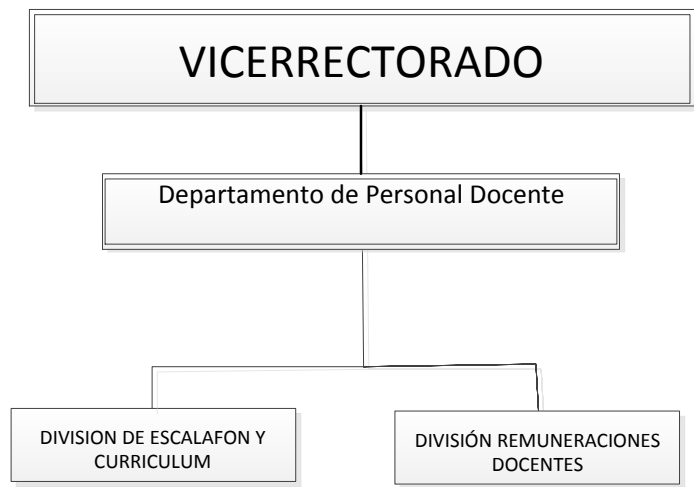 VICERRECTORADO
Departamento de Personal Docente
DIVISION DE ESCALAFON Y
CURRICULUM
DIVISIÓN REMUNERACIONES
DOCENTES